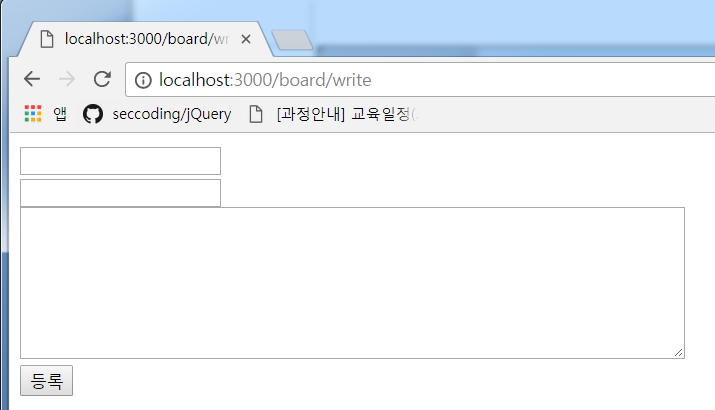 localhost:3000/board/wr
localhost:3000/board/write
앱 seccoding/jQuery [과정안내] 교육일정(
등록